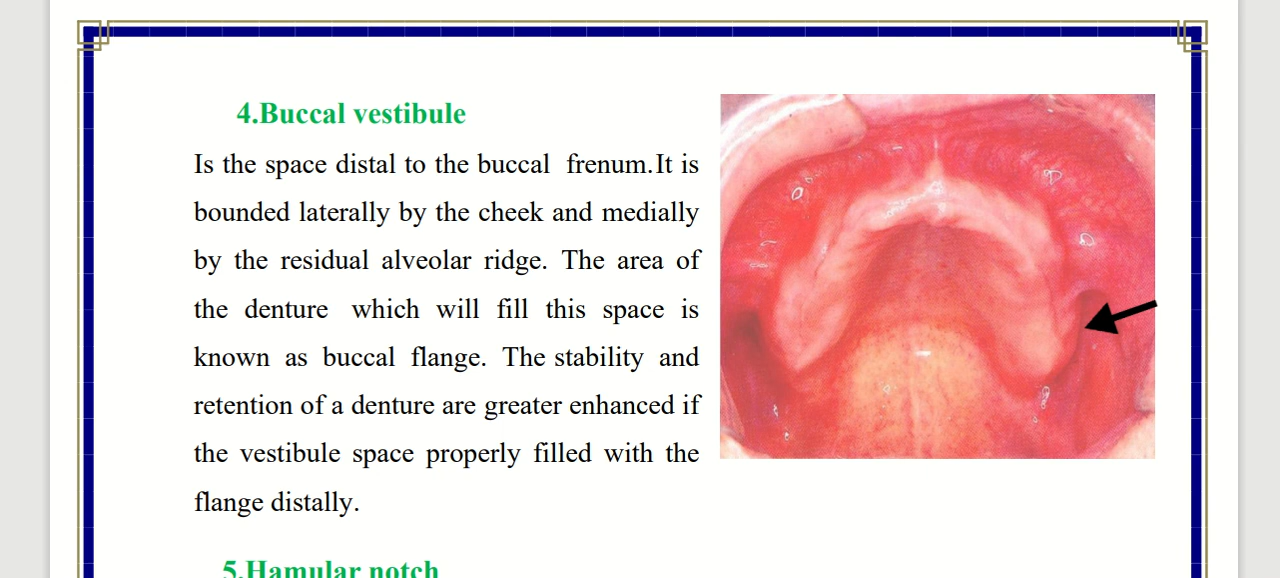 4.Buccal vestibule
Is the space distal to the buccal frenum.It is
bounded laterally by the cheek and medially
by the residual alveolar ridge. The area of
the denture which will fill this space is
known as buccal flange. The stability and
retention of a denture are greater enhanced if
the vestibule space properly filled with the
flange distally.
5.Hamular notch